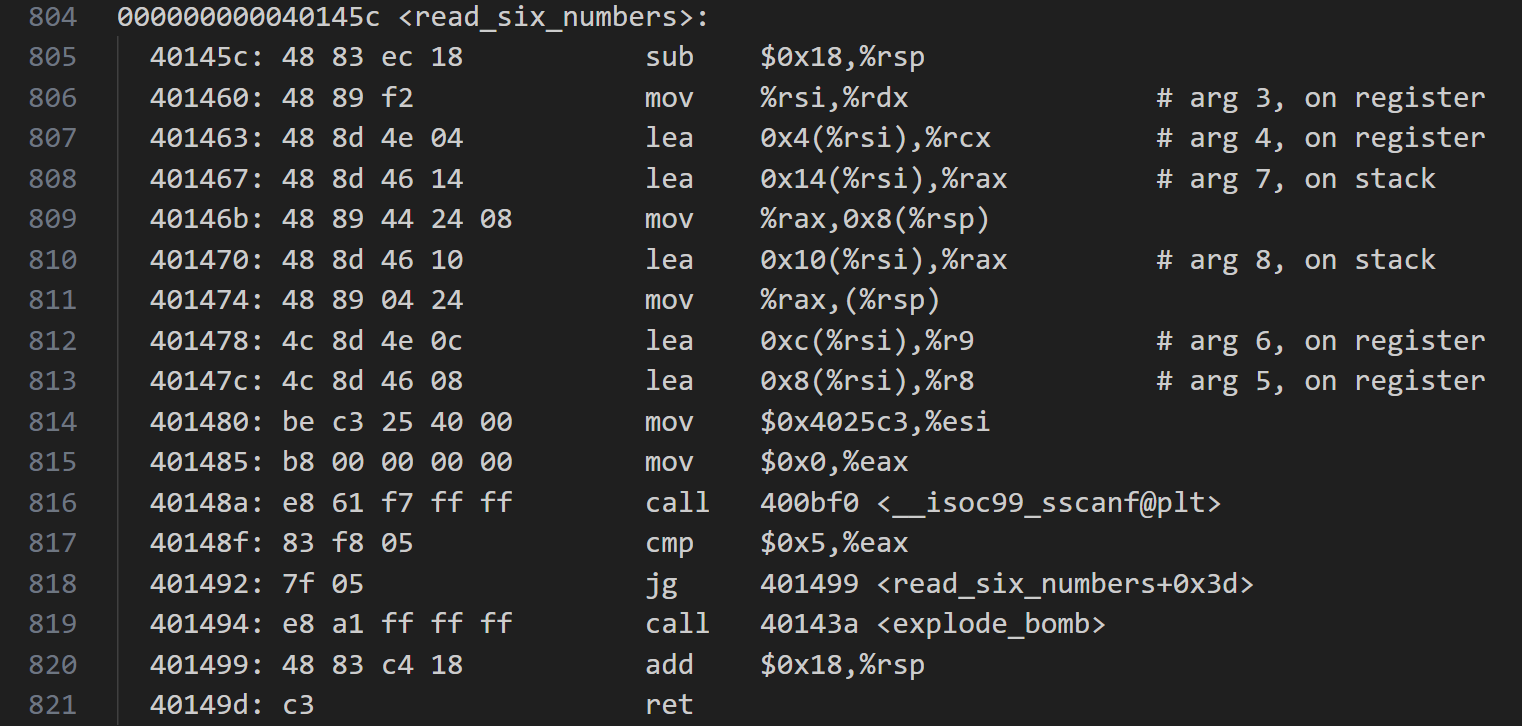 804 000000000040145c <read_six_numbers>:
805 40145c: 48 83 ec 18 sub $0x18,%rsp
806 401460: 48 89 f2 mov %rsi,%rdx # arg 3, on register
807 401463: 48 8d 4e 04 lea 0x4(%rsi),%rcx # arg 4, on register
808 401467: 48 8d 46 14 lea 0x14(%rsi),%rax # arg 7, on stack
809 40146b: 48 89 44 24 08 mov %rax,0x8(%rsp)
810 401470: 48 8d 46 10 lea 0x10(%rsi),%rax # arg 8, on stack
811 401474: 48 89 04 24 mov %rax,(%rsp)
812 401478: 4c 8d 4e 0c lea 0xc(%rsi),%r9 # arg 6, on register
813 40147c: 4c 8d 46 08 lea 0x8(%rsi),%r8 # arg 5, on register
814 401480: be c3 25 40 00 mov $0x4025c3,%esi
815 401485: b8 00 00 00 00 mov $0x0,%eax
816 40148a: e8 61 f7 ff ff call 400bf0 <__isoc99_sscanf@plt>
817 40148f: 83 f8 05 cmp $0x5,%eax
818 401492: 7f 05 jg 401499 <read_six_numbers+0x3d>
819 401494: e8 a1 ff ff ff call 40143a <explode_bomb>
820 401499: 48 83 c4 18 add $0x18,%rsp
821 40149d: c3 ret